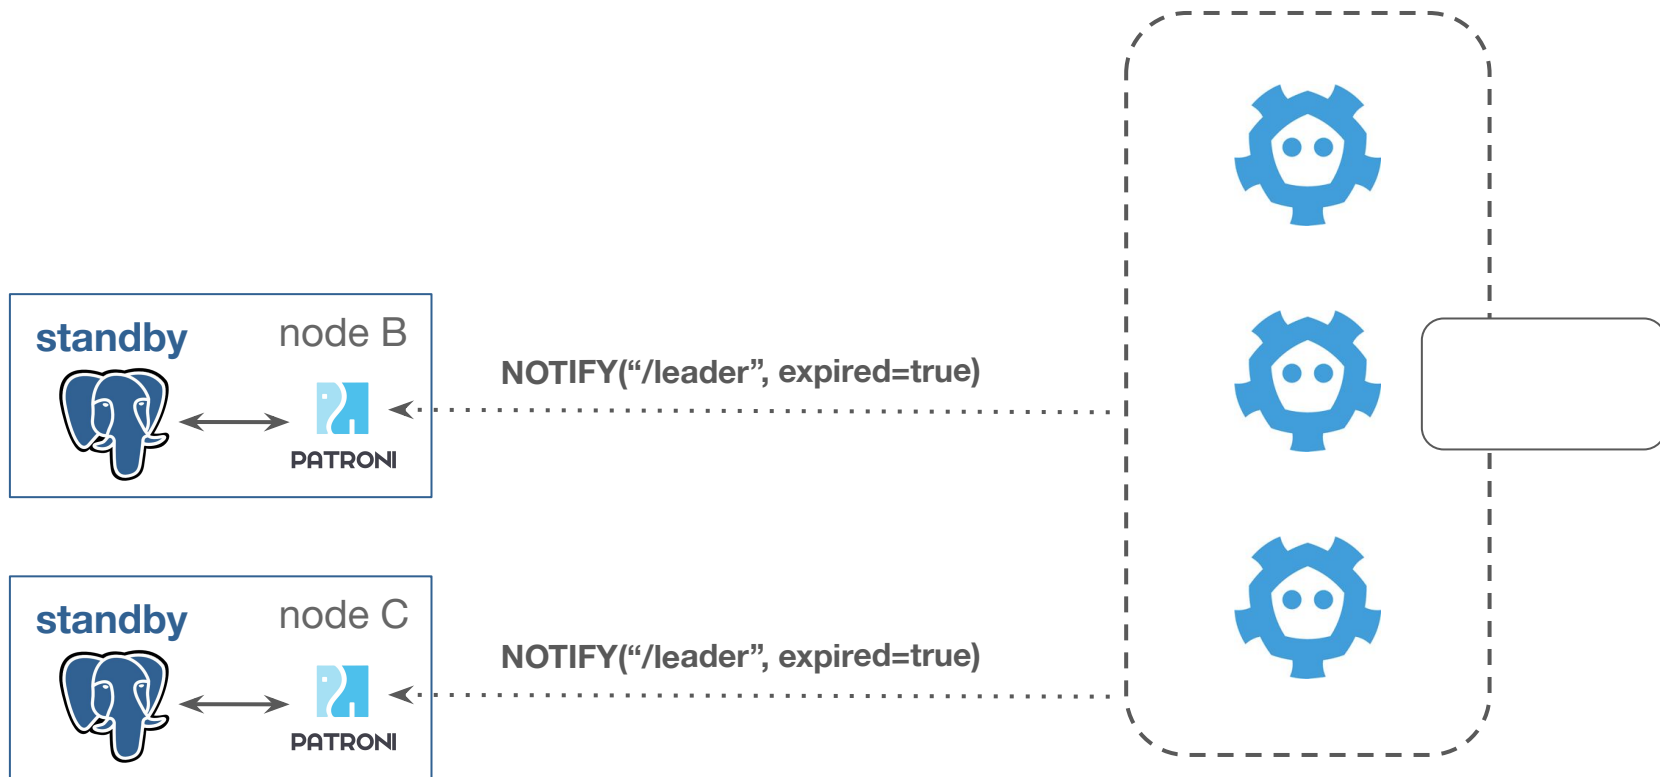 standby
node B
NOTIFY(“/leader”, expired=true)
PATRONI
standby
node C
NOTIFY(“/leader”, expired=true)
PATRONI